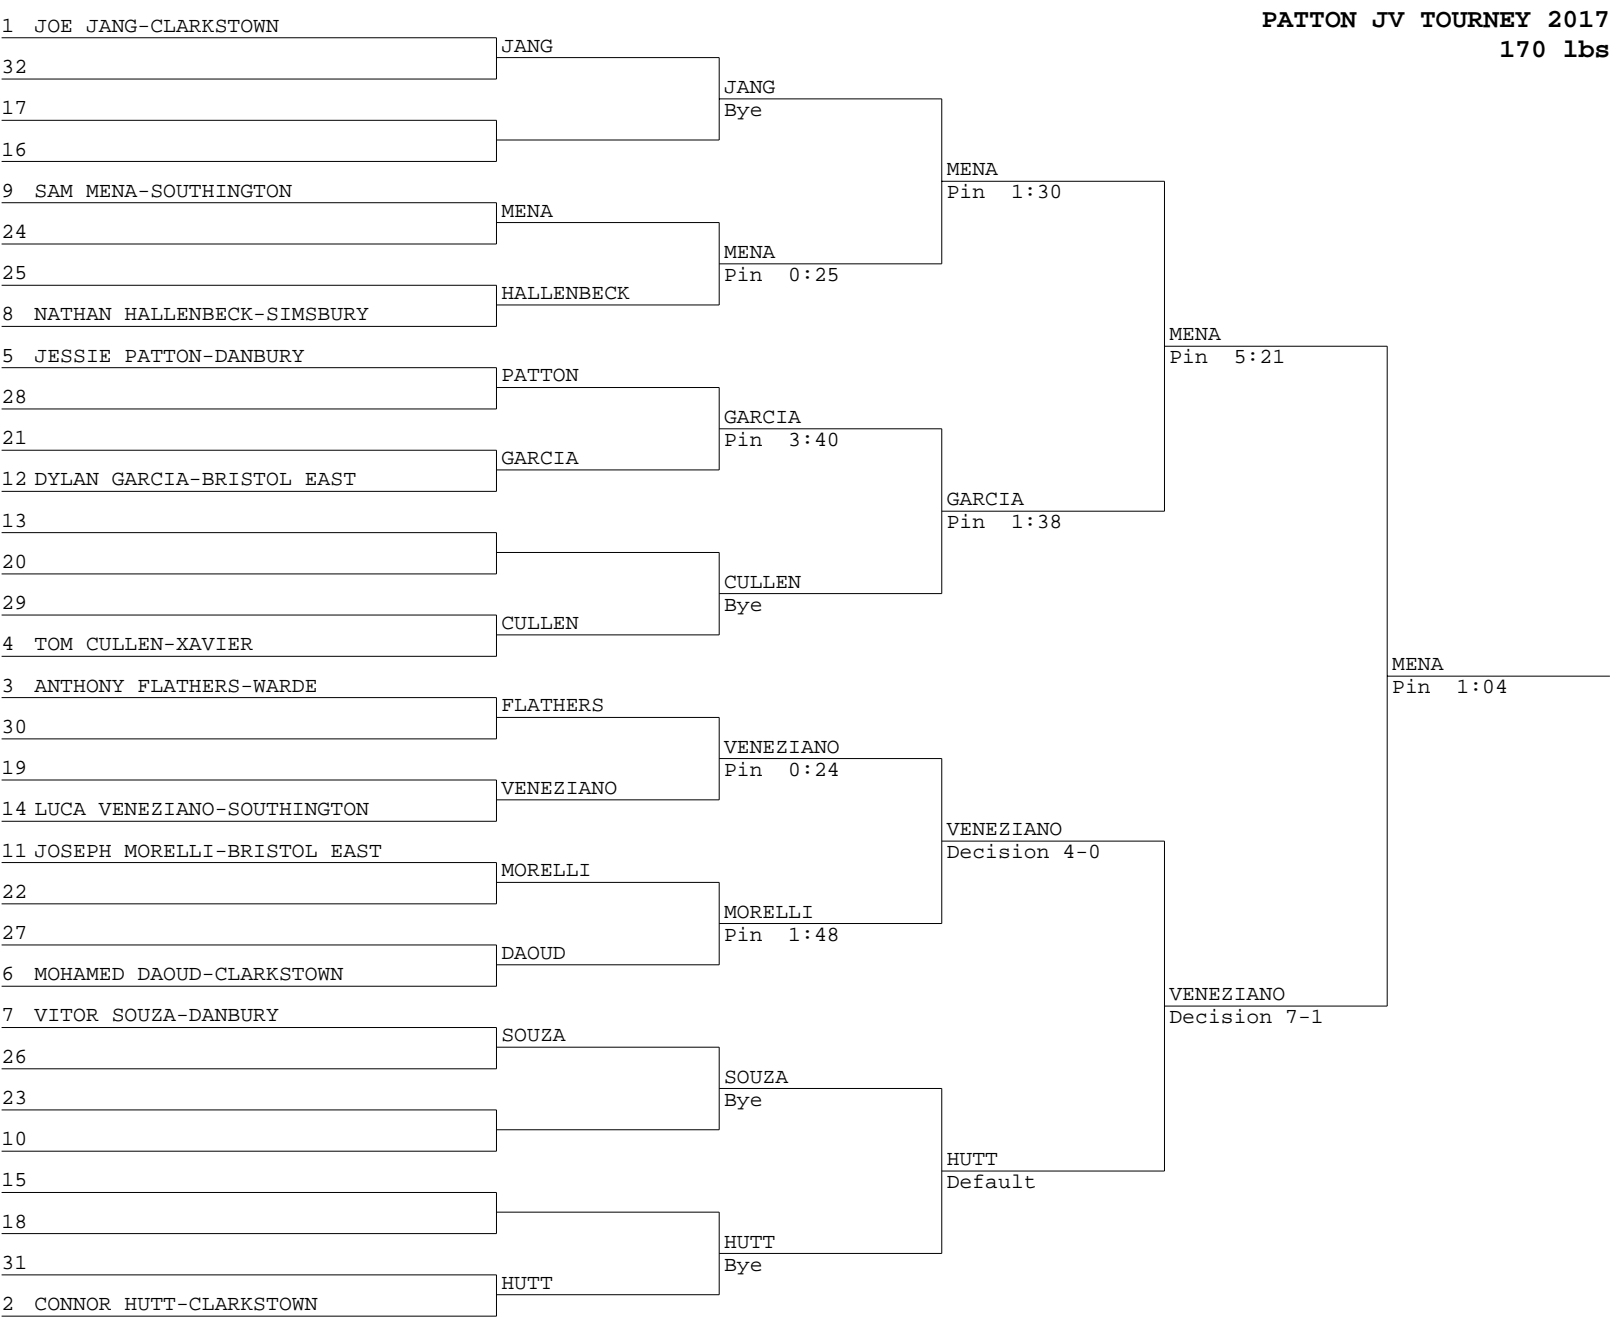 PATTON JV TOURNEY 2017
170 lbs
1 JOE JANG-CLARKSTOWN
32
17
16
9 SAM MENA-SOUTHINGTON
24
25
8 NATHAN HALLENBECK-SIMSBURY
5 JESSIE PATTON-DANBURY
28
21
12 DYLAN GARCIA-BRISTOL EAST
13
20
29
4 TOM CULLEN-XAVIER
3 ANTHONY FLATHERS-WARDE
30
19
14 LUCA VENEZIANO-SOUTHINGTON
11 JOSEPH MORELLI-BRISTOL EAST
22
27
6 MOHAMED DAOUD-CLARKSTOWN
7 VITOR SOUZA-DANBURY
26
23
10
15
18
31
2 CONNOR HUTT-CLARKSTOWN
JANG
MENA
HALLENBECK
PATTON
GARCIA
CULLEN
FLATHERS
VENEZIANO
MORELLI
DAOUD
SOUZA
HUTT
JANG
Bye
MENA
Pin 0:25
GARCIA
Pin 3:40
CULLEN
Bye
VENEZIANO
Pin 0:24
MORELLI
Pin 1:48
SOUZA
Bye
HUTT
Bye
MENA
Pin 1:30
GARCIA
Pin 1:38
VENEZIANO
Decision 4-0
HUTT
Default
MENA
Pin 5:21
VENEZIANO
Decision 7-1
MENA
Pin 1:04